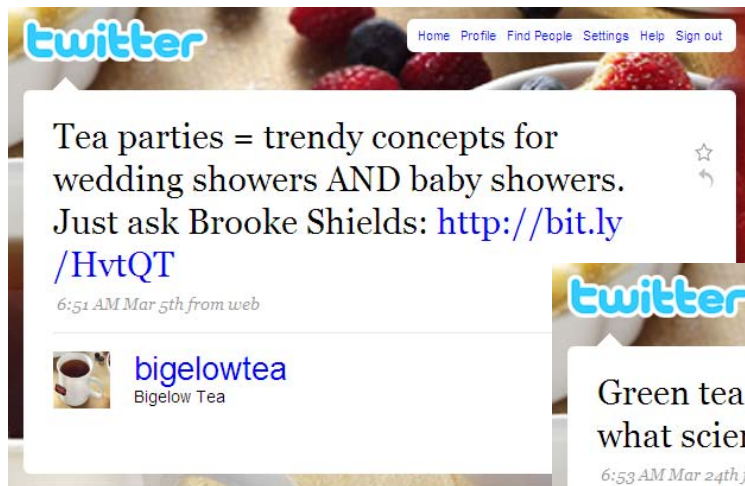 twitter
Home Profile Find People Settings Help Sign out
Tea parties = trendy concepts for
wedding showers AND baby showers.
Just ask Brooke Shields: http://bit.ly
/HvtQT
6:51 AM Mar 5th from web
bigelowtea
Bigelow Tea
twitter
Green tea
what scien
6:53 AM Mar 24th